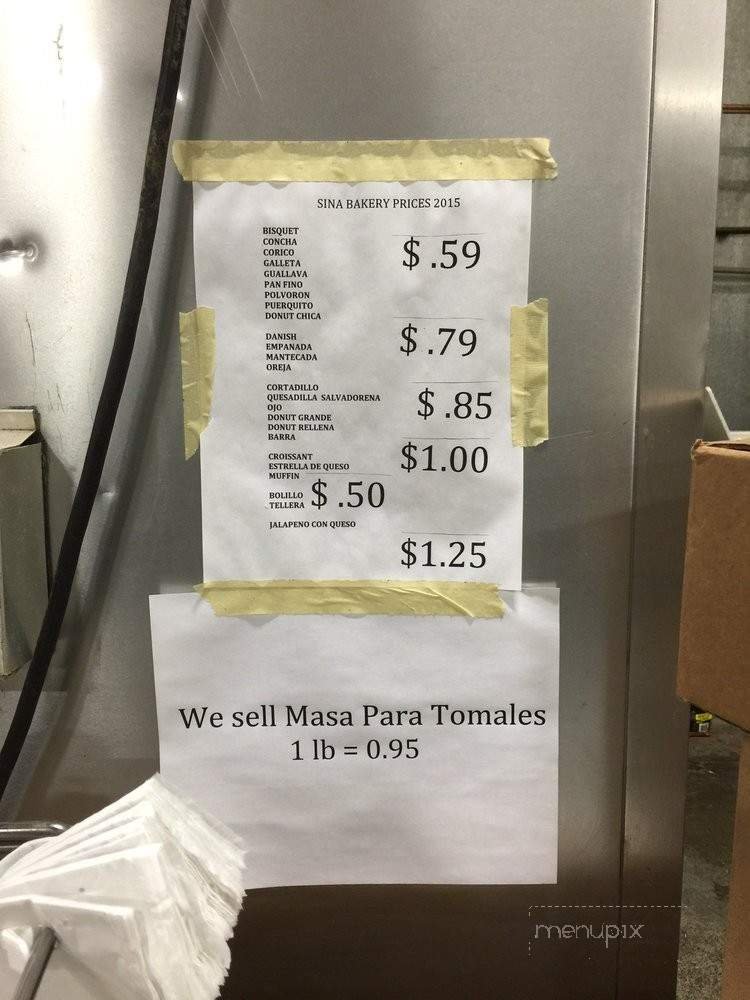 SINA BAKERY PRICES 2015
BISQUET
CONCHA
CORICO
GALLETA
GUALLAVA
PAN FINO
POLVORON
PUERQUITO
DONUT CHICA
$ .59
DANISH
EMPANADA
MANTECADA
OREJA
$ .79
CORTADILLO
QUESADILLA SALVADORENA
OJO
DONUT GRANDE
DONUT RELLENA
BARRA
$ .85
CROISSANT
ESTRELLA DE QUESO
MUFFIN
$1.00
BOLILLO
TELLERA
$ .50
JALAPENO CON QUESO
$1.25
We sell Masa Para Tomales
1 lb = 0.95
menupix